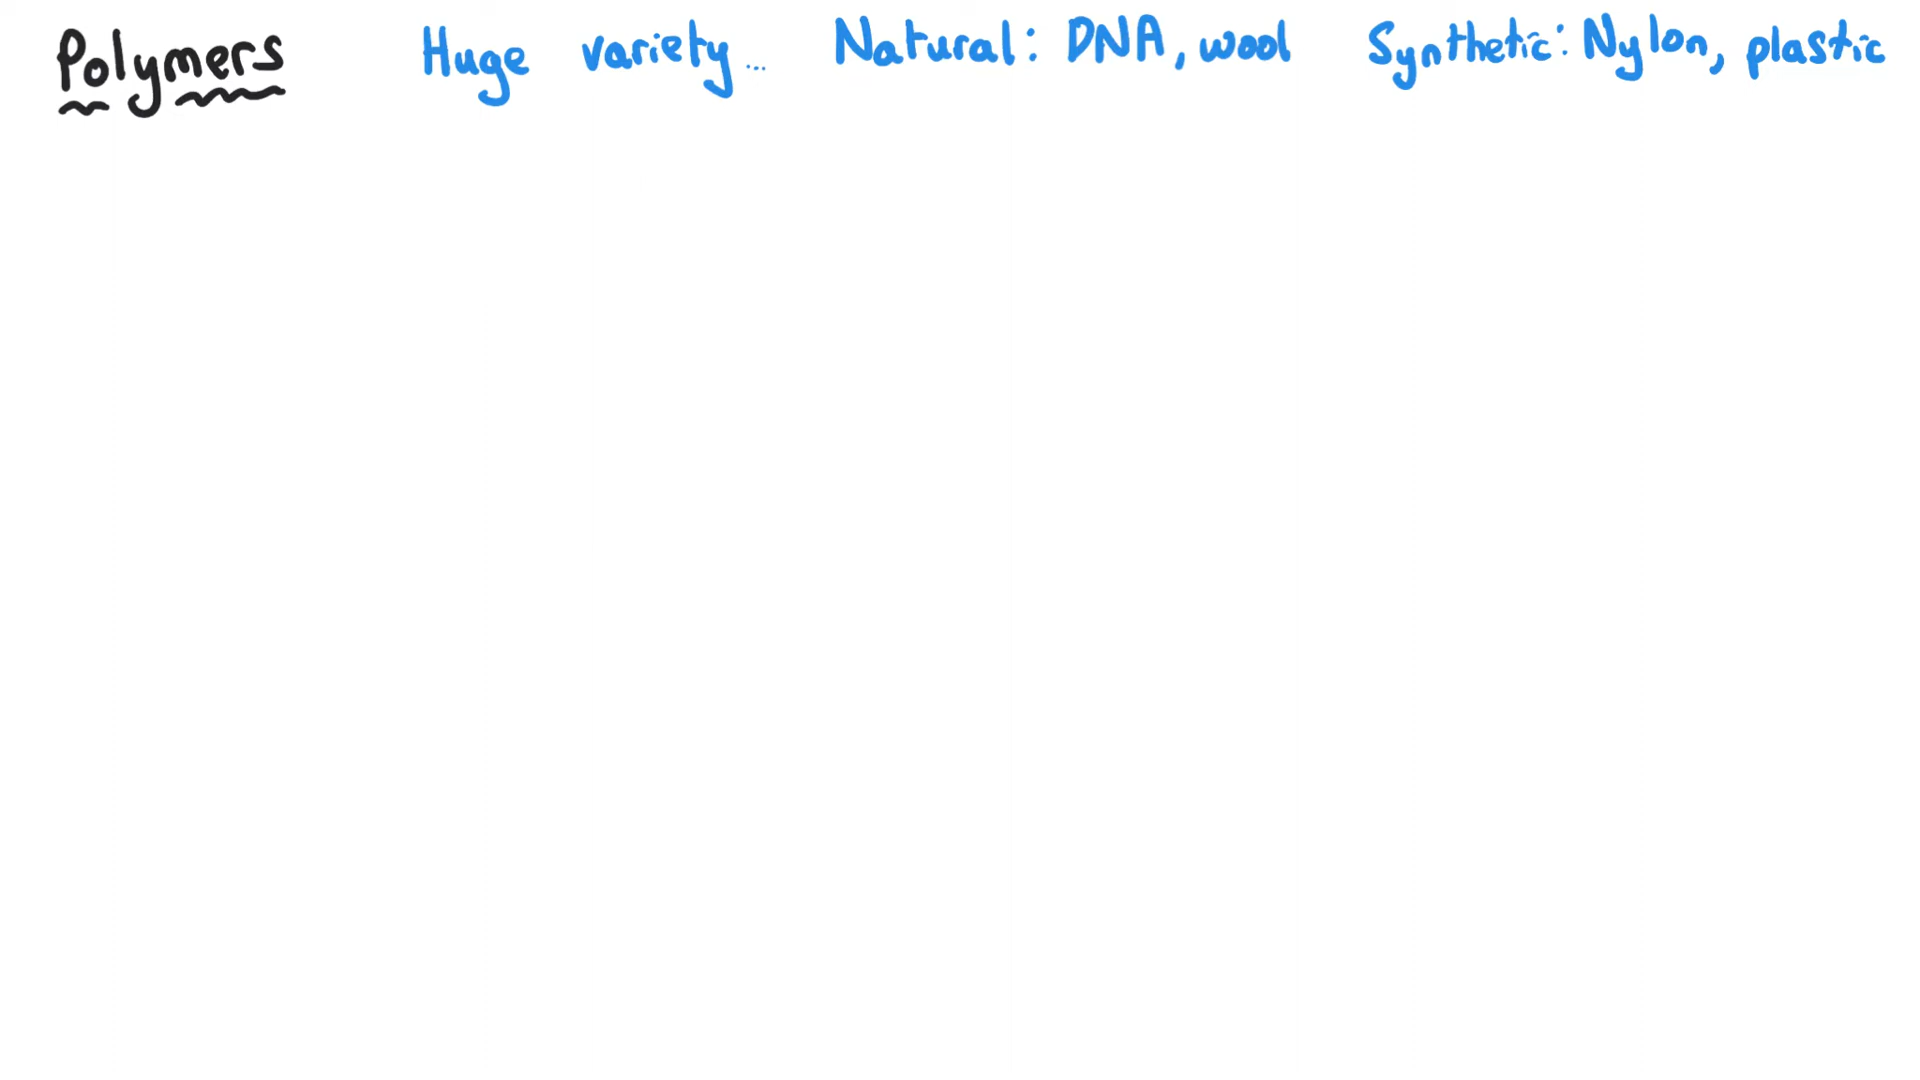 Polymers Huge variety... Natural: DNA, wool Synthetic: Nylon, plastic